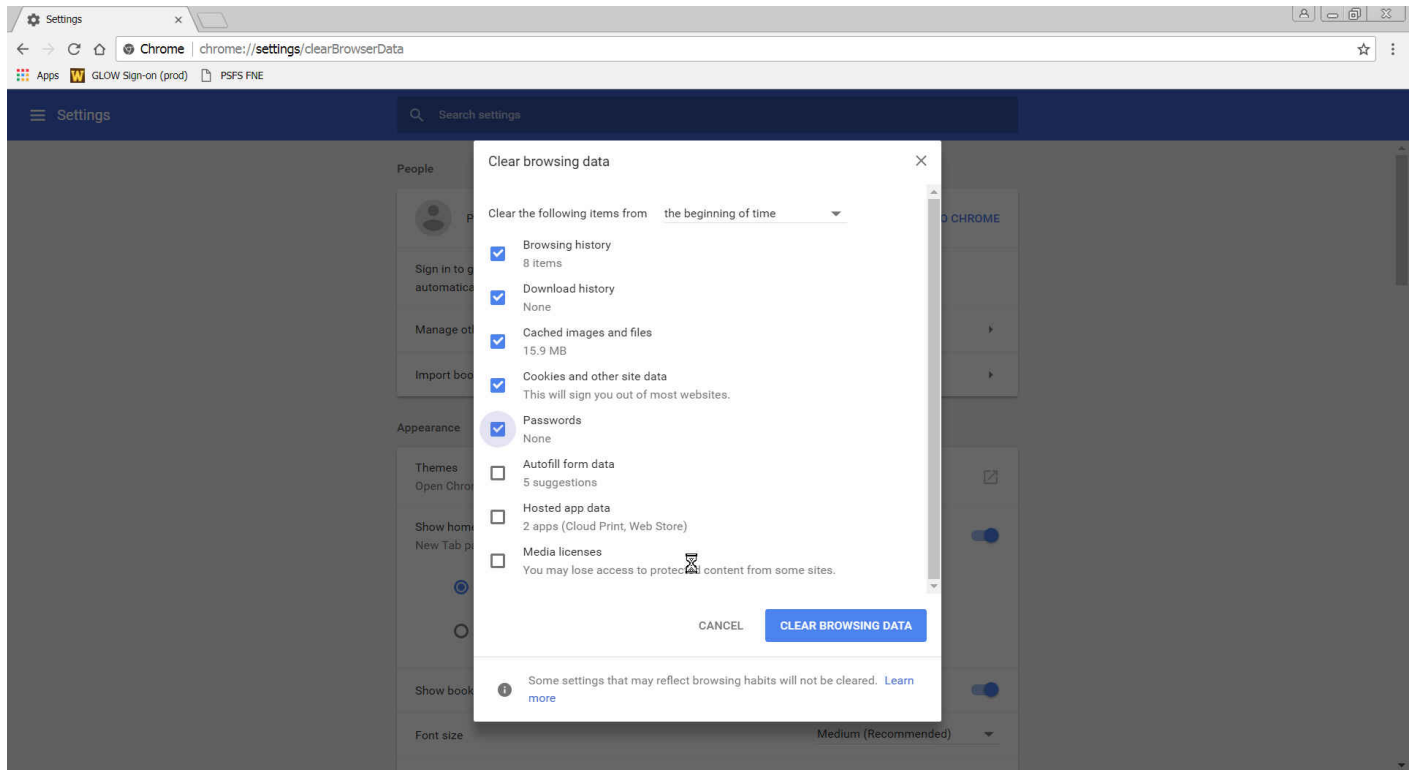 Settings
Chrome | chrome://settings/clearBrowserData
Apps GLOW Sign-on (prod) PSFS FNE
Settings
Search settings
People
Clear browsing data
Clear the following items from the beginning of time
O CHROME
Browsing history
8 items
Sign in to g
automatica
Download history
None
Manage ot
Cached images and files
15.9 MB
Import boo
Cookies and other site data
This will sign you out of most websites.
Appearance
Passwords
None
Themes
Open Chro
Autofill form data
5 suggestions
Show hom
New Tab p
Hosted app data
2 apps (Cloud Print, Web Store)
Media licenses
You may lose access to protected content from some sites.
CANCEL CLEAR BROWSING DATA
Show book
Some settings that may reflect browsing habits will not be cleared. Learn
more
Font size Medium (Recommended)